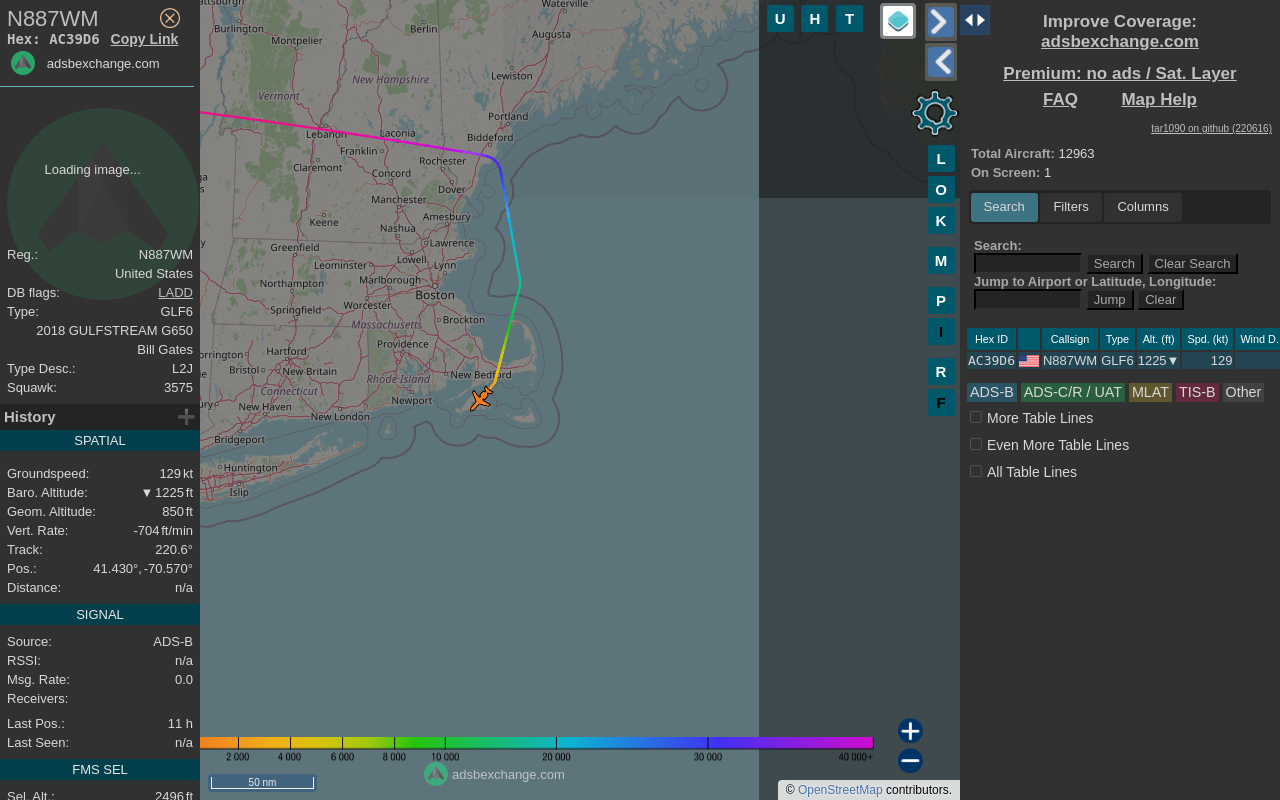 N887WM
Hex: AC39D6 Copy Link
adsbexchange.com
Loading image...
Reg.: N887WM
United States
DB flags: LADD
Type: GLF6
2018 GULFSTREAM G650
Bill Gates
Type Desc.: L2J
Squawk: 3575
History
SPATIAL
Groundspeed: 129 kt
Baro. Altitude: ▼ 1225 ft
Geom. Altitude: 850 ft
Vert. Rate: -704 ft/min
Track: 220.6°
Pos.: 41.430°, -70.570°
Distance: n/a
SIGNAL
Source: ADS-B
RSSI: n/a
Msg. Rate: 0.0
Receivers:
Last Pos.: 11 h
Last Seen: n/a
FMS SEL
Sel. Alt.: 2496 ft
Waterville
Burlington
Berlin
Montpelier
Augusta
Lewiston
New Hampshire
Vermont
Portland
Lebanon
Laconia
Biddeford
Franklin
Rochester
Claremont
Concord
Dover
Manchester
Amesbury
Keene
Nashua
Lawrence
Greenfield
Lowell
Leominster
Lynn
Marlborough
Northampton
Boston
Worcester
Springfield
Brockton
Massachusetts
Providence
Hartford
Torrington
Bristol
New Britain
New Bedford
Rhode Island
Connecticut
Newport
New Haven
New London
Bridgeport
Huntington
Islip
U H T
L
O
K
M
P
I
R
F
2 000 4 000 6 000 8 000 10 000 20 000 30 000 40 000+
adsbexchange.com
50 nm
© OpenStreetMap contributors.
Improve Coverage:
adsbexchange.com
Premium: no ads / Sat. Layer
FAQ Map Help
tar1090 on github (220616)
Total Aircraft: 12963
On Screen: 1
Search Filters Columns
Search:
Search Clear Search
Jump to Airport or Latitude, Longitude:
Jump Clear
Hex ID Callsign Type Alt. (ft) Spd. (kt) Wind D.
AC39D6 N887WM GLF6 1225▼ 129
ADS-B ADS-C/R / UAT MLAT TIS-B Other
More Table Lines
Even More Table Lines
All Table Lines